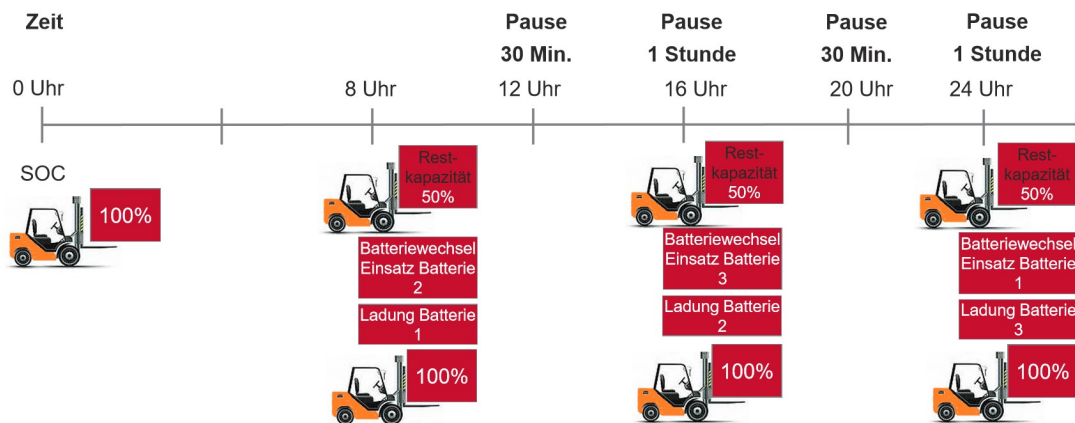 Zeit
Pause
30 Min.
Pause
1 Stunde
Pause
30 Min.
Pause
1 Stunde
0 Uhr
8 Uhr
12 Uhr
16 Uhr
20 Uhr
24 Uhr
SOC
100%
Rest-
kapazität
50%
Batteriewechsel
Einsatz Batterie
2
Ladung Batterie
1
100%
Rest-
kapazität
50%
Batteriewechsel
Einsatz Batterie
3
Ladung Batterie
2
100%
Rest-
kapazität
50%
Batteriewechsel
Einsatz Batterie
1
Ladung Batterie
3
100%